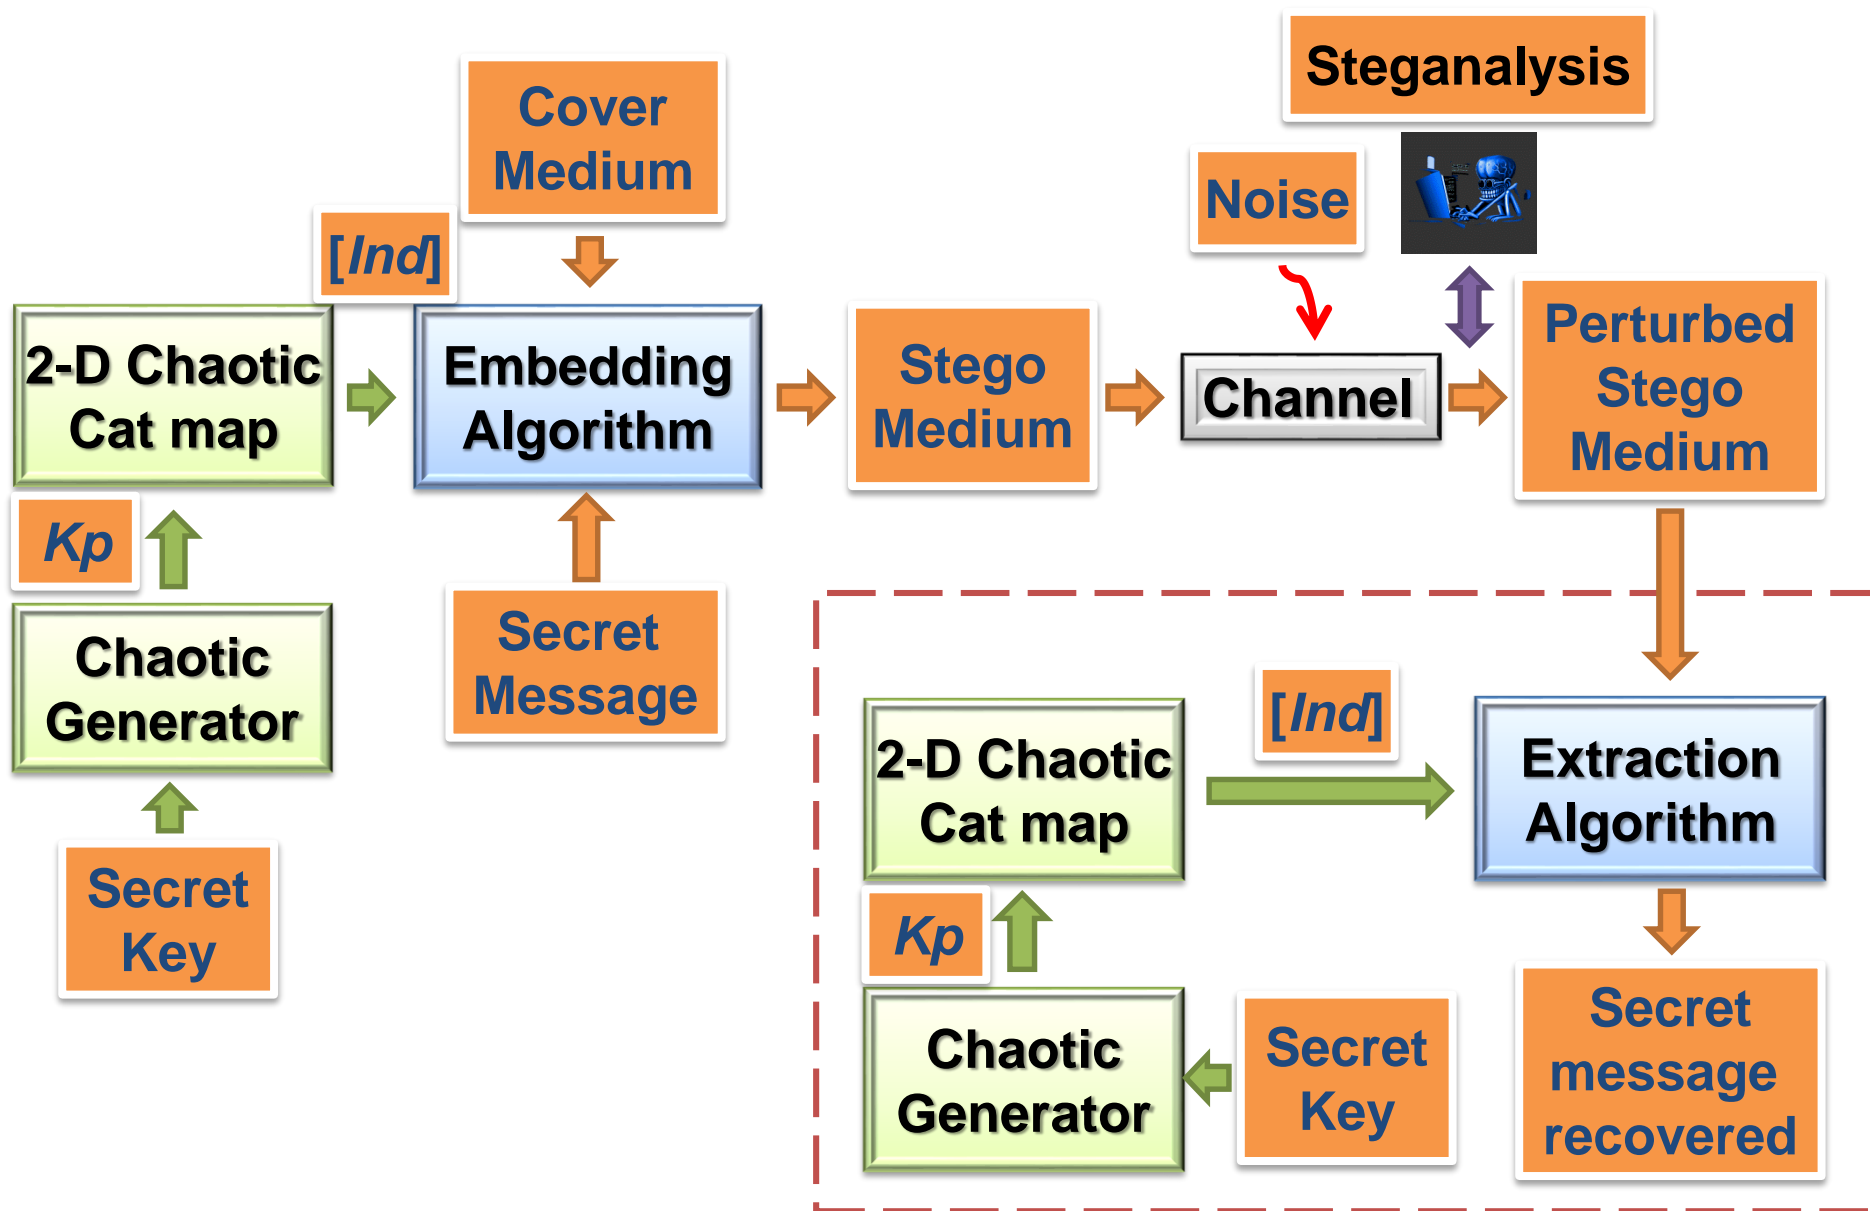 Steganalysis
Cover
Medium
Noise
[Ind]
2-D Chaotic
Cat map
Embedding
Algorithm
Stego
Medium
Channel
Perturbed
Stego
Medium
Kp
Chaotic
Generator
Secret
Message
Secret
Key
[Ind]
2-D Chaotic
Cat map
Extraction
Algorithm
Kp
Chaotic
Generator
Secret
Key
Secret
message
recovered